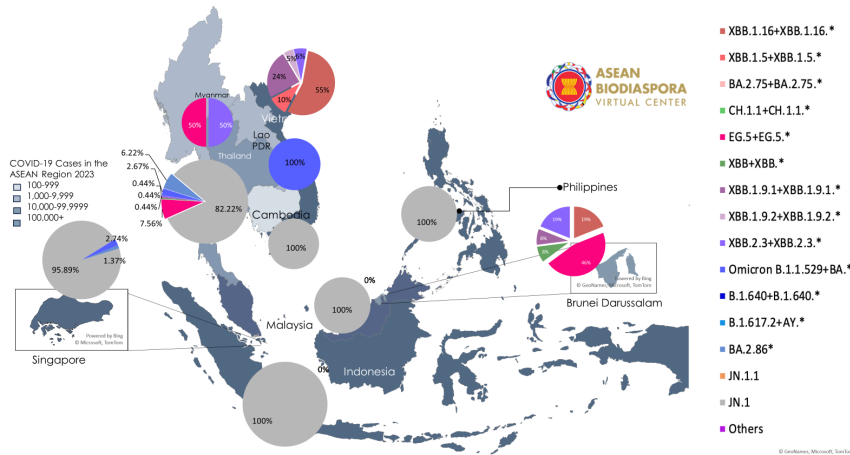 ASEAN
BIODIASPORA
VIRTUAL CENTER
XBB.1.16+XBB.1.16.*
XBB.1.5+XBB.1.5.*
BA.2.75+BA.2.75.*
CH.1.1+CH.1.1.*
EG.5+EG.5.*
XBB+XBB.*
XBB.1.9.1+XBB.1.9.1.*
XBB.1.9.2+XBB.1.9.2.*
XBB.2.3+XBB.2.3.*
Omicron B.1.1.529+BA.*
B.1.640+B.1.640.*
B.1.617.2+AY.*
BA.2.86*
JN.1.1
JN.1
Others
COVID-19 Cases in the
ASEAN Region 2023
100-999
1,000-9,999
10,000-99,9999
100,000+
5%
6%
24%
55%
10%
Myanmar
50%
50%
Lao
PDR
Thailand
100%
6.22%
2.67%
0.44%
0.44%
0.44%
7.56%
82.22%
Cambodia
100%
100%
Philippines
19%
19%
8%
8%
46%
Powered by Bing
© GeoNames, Microsoft, TomTom
Brunei Darussalam
2.74%
95.89%
1.37%
Powered by Bing
© Microsoft, TomTom
Singapore
0%
100%
Malaysia
Indonesia
0%
100%
© GeoNames, Microsoft, TomTom